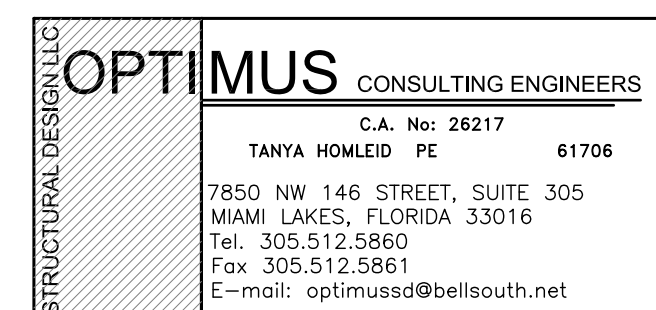 OPTIMUS CONSULTING ENGINEERS
C.A. No: 26217
TANYA HOMLEID PE 61706
7850 NW 146 STREET, SUITE 305
MIAMI LAKES, FLORIDA 33016
Tel. 305.512.5860
Fax 305.512.5861
E-mail: optimussd@bellsouth.net
STRUCTURAL DESIGN LLC